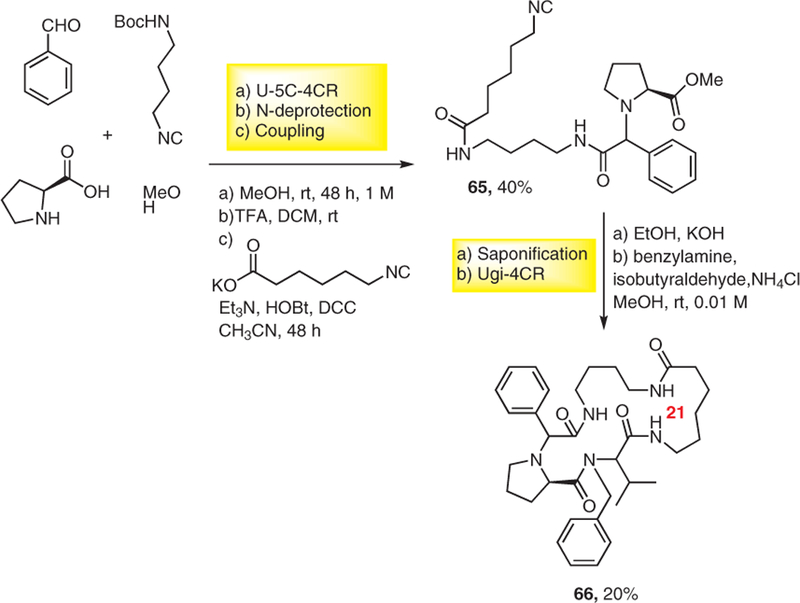 CHO
BocHN
NC
+
O
OH
NH
MeO
H
a) U-5C-4CR
b) N-deprotection
c) Coupling
a) MeOH, rt, 48 h, 1 M
b)TFA, DCM, rt
c)
O
KO
NC
Et₃N, HOBt, DCC
CH₃CN, 48 h
NC
O
N
H
H
N
O
N
OMe
O
65, 40%
a) Saponification
b) Ugi-4CR
a) EtOH, KOH
b) benzylamine,
isobutyraldehyde,NH₄Cl
MeOH, rt, 0.01 M
O
NH
O
NH
21
O
H
N
N
N
O
66, 20%